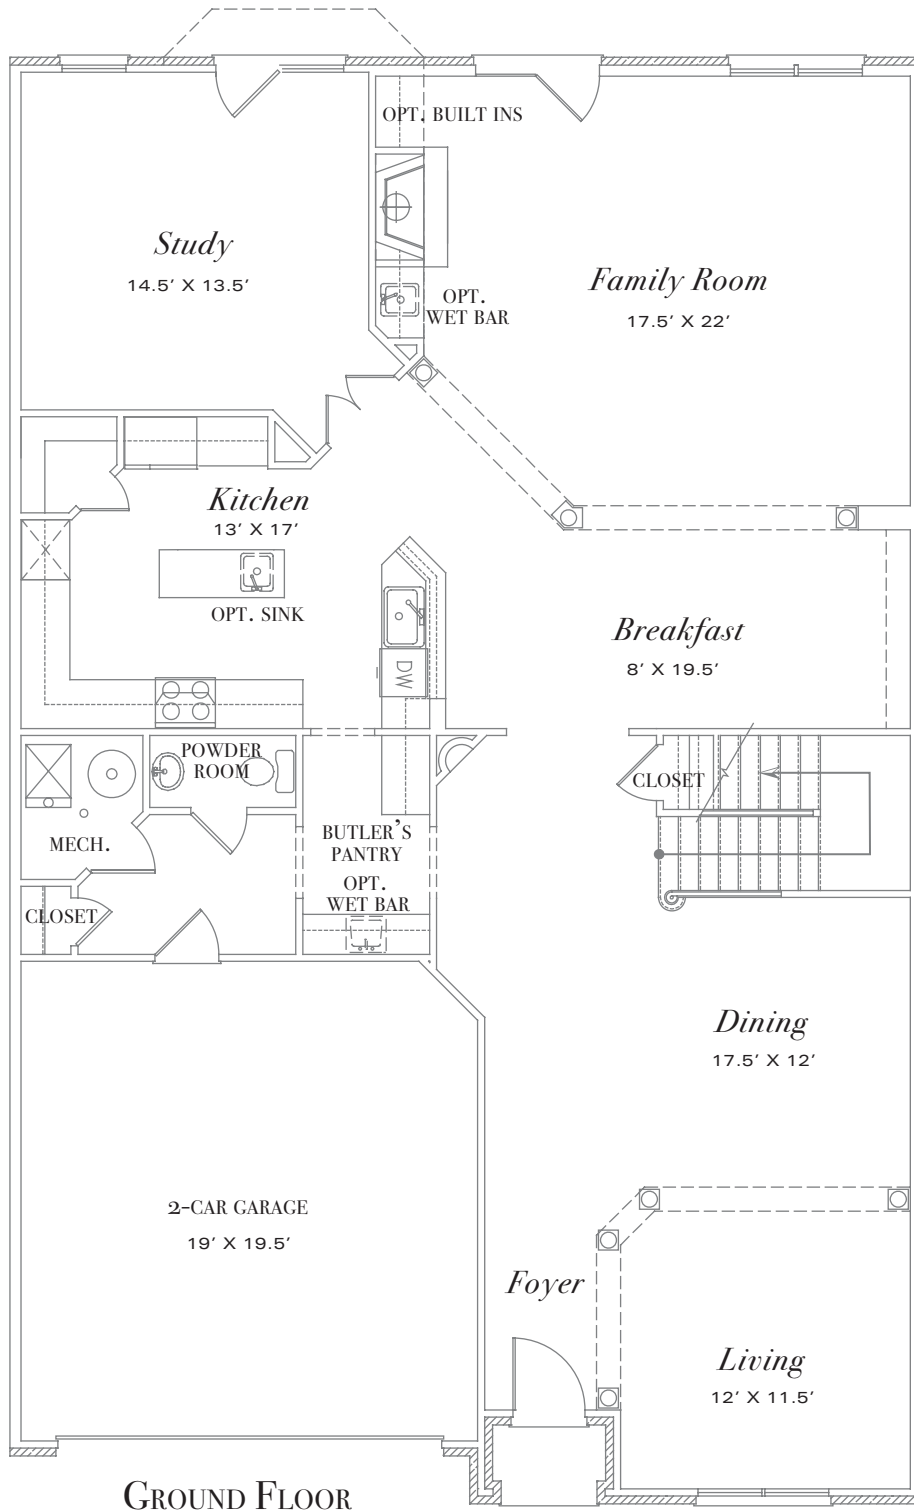 OPT. BUILT INS
Study
14.5' X 13.5'
Family Room
17.5' X 22'
OPT.
WET BAR
Kitchen
13' X 17'
OPT. SINK
Breakfast
8' X 19.5'
DW
POWDER
ROOM
CLOSET
MECH.
BUTLER'S
PANTRY
OPT.
WET BAR
CLOSET
Dining
17.5' X 12'
2-CAR GARAGE
19' X 19.5'
Foyer
Living
12' X 11.5'
GROUND FLOOR